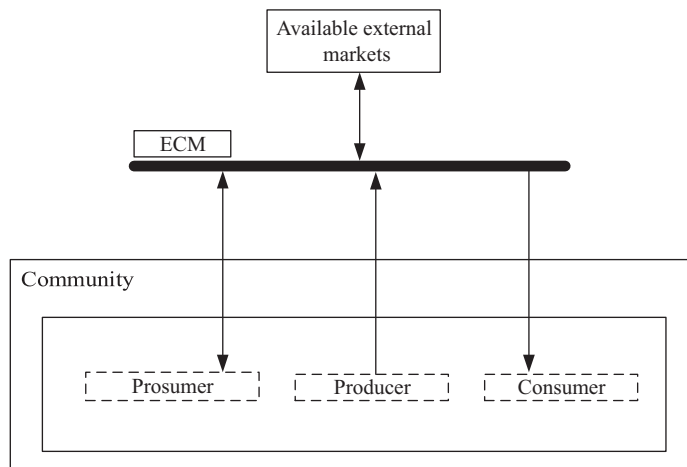 Available external
markets
ECM
Community
Prosumer
Producer
Consumer